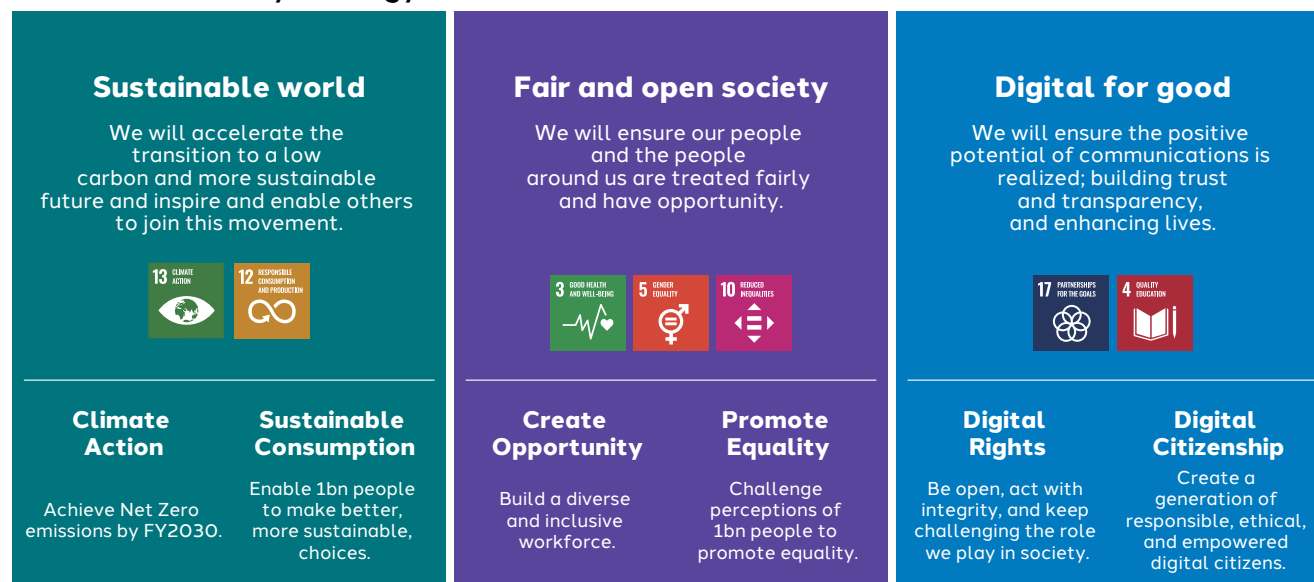 Sustainable world
We will accelerate the
transition to a low
carbon and more sustainable
future and inspire and enable others
to join this movement.
13 CLIMATE
ACTION
12 RESPONSIBLE
CONSUMPTION
AND PRODUCTION
Climate
Action
Achieve Net Zero
emissions by FY2030.
Sustainable
Consumption
Enable 1bn people
to make better,
more sustainable,
choices.
Fair and open society
We will ensure our people
and the people
around us are treated fairly
and have opportunity.
3 GOOD HEALTH
AND WELL-BEING
5 GENDER
EQUALITY
10 REDUCED
INEQUALITIES
Create
Opportunity
Build a diverse
and inclusive
workforce.
Promote
Equality
Challenge
perceptions of
1bn people to
promote equality.
Digital for good
We will ensure the positive
potential of communications is
realized; building trust
and transparency,
and enhancing lives.
17 PARTNERSHIPS
FOR THE GOALS
4 QUALITY
EDUCATION
Digital
Rights
Be open, act with
integrity, and keep
challenging the role
we play in society.
Digital
Citizenship
Create a
generation of
responsible, ethical,
and empowered
digital citizens.